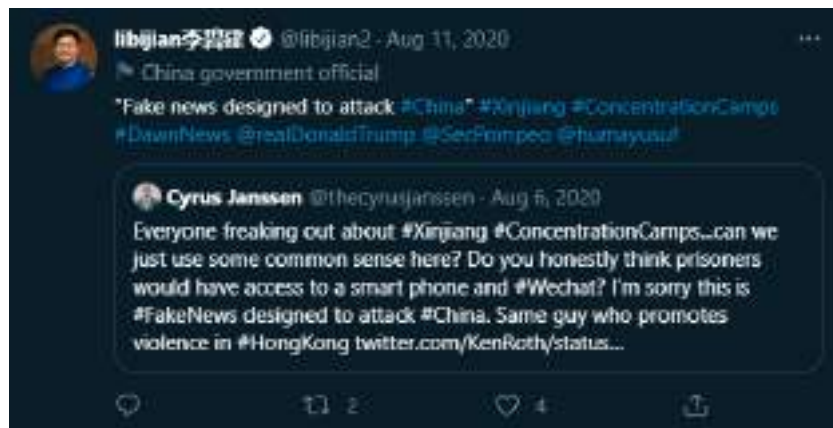 libijian李碧建 @libijian2 · Aug 11, 2020
China government official
"Fake news designed to attack #China" #Xinjiang #ConcentrationCamps
#DawnNews @realDonaldTrump @SecPompeo @humayusuf
Cyrus Janssen @thecyrusjanssen · Aug 6, 2020
Everyone freaking out about #Xinjiang #ConcentrationCamps...can we
just use some common sense here? Do you honestly think prisoners
would have access to a smart phone and #Wechat? I'm sorry this is
#FakeNews designed to attack #China. Same guy who promotes
violence in #HongKong twitter.com/KenRoth/status...
2 4